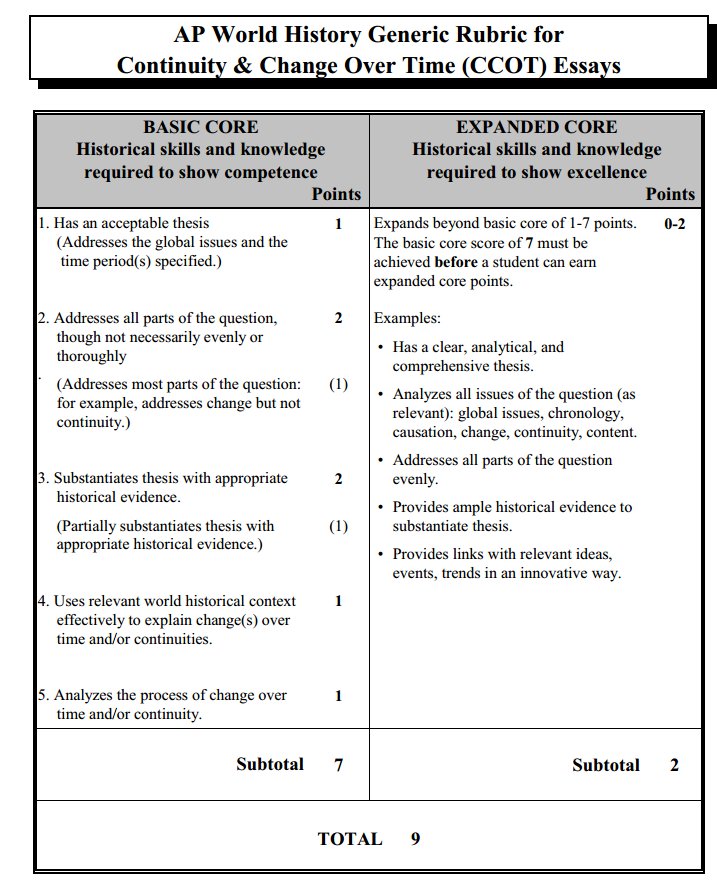 AP World History Generic Rubric for
Continuity & Change Over Time (CCOT) Essays
BASIC CORE
Historical skills and knowledge
required to show competence
Points
1. Has an acceptable thesis 1
(Addresses the global issues and the
time period(s) specified.)
2. Addresses all parts of the question, 2
though not necessarily evenly or
thoroughly
(Addresses most parts of the question: (1)
for example, addresses change but not
continuity.)
3. Substantiates thesis with appropriate 2
historical evidence.
(Partially substantiates thesis with (1)
appropriate historical evidence.)
4. Uses relevant world historical context 1
effectively to explain change(s) over
time and/or continuities.
5. Analyzes the process of change over 1
time and/or continuity.
Subtotal 7
EXPANDED CORE
Historical skills and knowledge
required to show excellence
Points
Expands beyond basic core of 1-7 points. 0-2
The basic core score of 7 must be
achieved before a student can earn
expanded core points.
Examples:
• Has a clear, analytical, and
comprehensive thesis.
• Analyzes all issues of the question (as
relevant): global issues, chronology,
causation, change, continuity, content.
• Addresses all parts of the question
evenly.
• Provides ample historical evidence to
substantiate thesis.
• Provides links with relevant ideas,
events, trends in an innovative way.
Subtotal 2
TOTAL 9